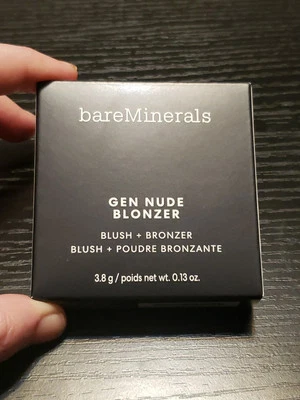 bareMinerals
GEN NUDE
BLONZER
BLUSH + BRONZER
BLUSH + POUDRE BRONZANTE
3.8 g / poids net wt. 0.13 oz.